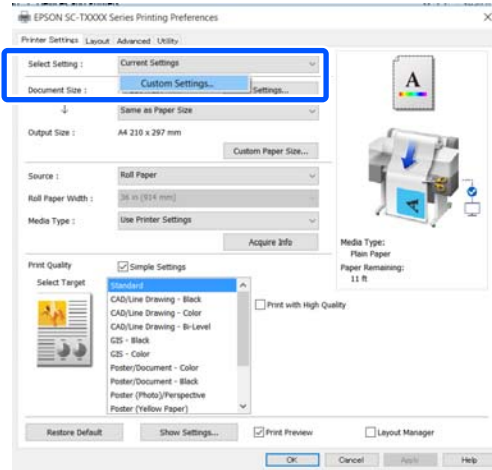 EPSON SC-TXXXX Series Printing Preferences
Printer Settings Layout Advanced Utility
Select Setting : Current Settings
Custom Settings...
Document Size : Settings...
Same as Paper Size
Output Size : A4 210 x 297 mm
Custom Paper Size...
Source : Roll Paper
Roll Paper Width : 36 in (914 mm)
Media Type : Use Printer Settings
Acquire Info
A
Media Type:
Plain Paper
Paper Remaining:
11 ft
Print Quality Simple Settings
Select Target
Standard
CAD/Line Drawing - Black
CAD/Line Drawing - Color
CAD/Line Drawing - Bi-Level
GIS - Black
GIS - Color
Poster/Document - Color
Poster/Document - Black
Poster (Photo)/Perspective
Poster (Yellow Paper)
Print with High Quality
Restore Default Show Settings... Print Preview Layout Manager
OK Cancel Apply Help